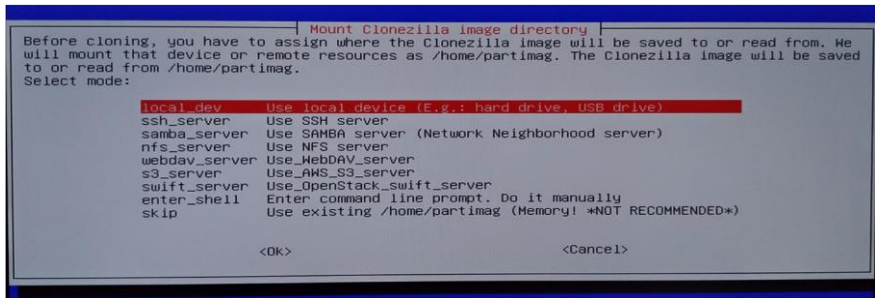 Mount Clonezilla image directory
Before cloning, you have to assign where the Clonezilla image will be saved to or read from. We
will mount that device or remote resources as /home/partimag. The Clonezilla image will be saved
to or read from /home/partimag.
Select mode:
local_dev Use local device (E.g.: hard drive, USB drive)
ssh_server Use SSH server
samba_server Use SAMBA server (Network Neighborhood server)
nfs_server Use NFS server
webdav_server Use_WebDAV_server
s3_server Use_AWS_S3_server
swift_server Use_OpenStack_swift_server
enter_shell Enter command line prompt. Do it manually
skip Use existing /home/partimag (Memory! *NOT RECOMMENDED*)
<Ok> <Cancel>